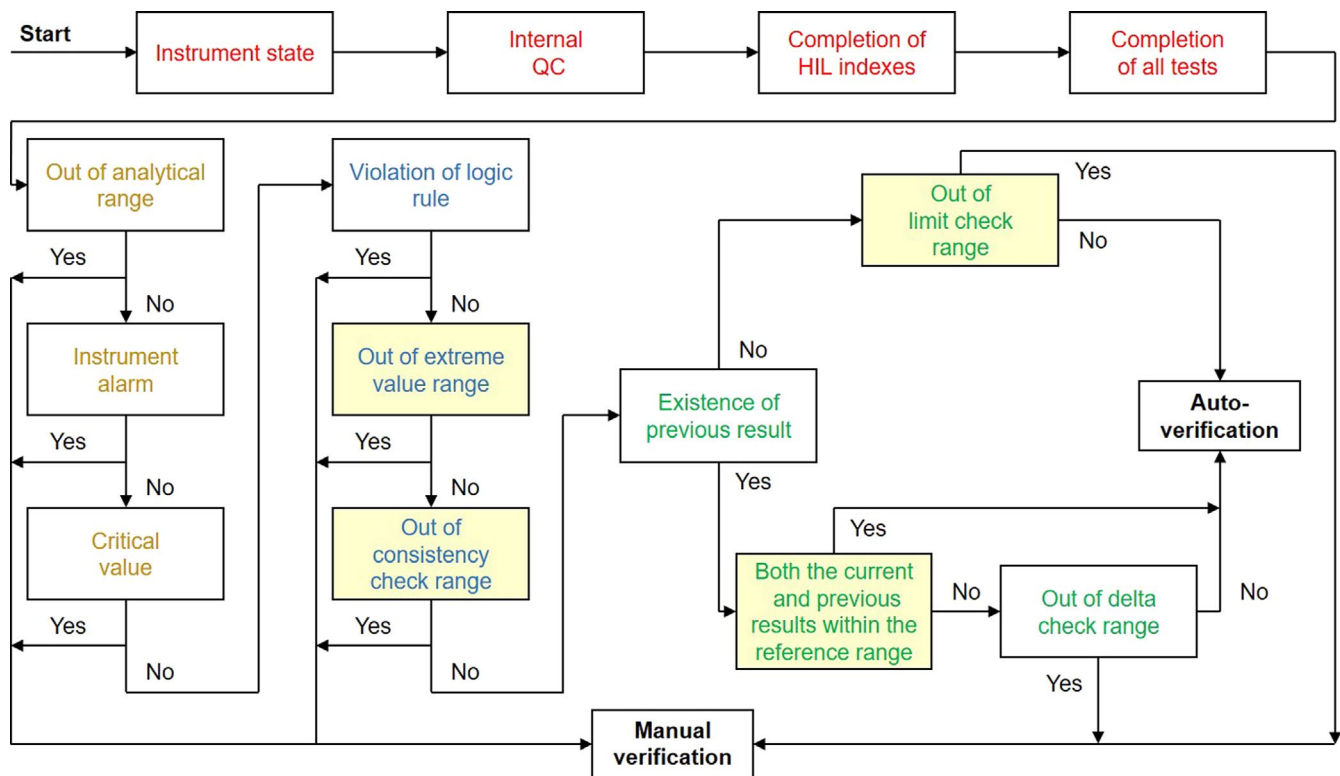 Start
Instrument state
Internal
QC
Completion of
HIL indexes
Completion
of all tests
Out of analytical
range
Yes
No
Instrument
alarm
Yes
No
Critical
value
Yes
No
Violation of logic
rule
Yes
No
Out of extreme
value range
Yes
No
Out of
consistency
check range
Yes
No
Existence of
previous result
No
Yes
Out of
limit check
range
Yes
No
Both the current
and previous
results within the
reference range
Yes
No
Out of delta
check range
No
Yes
Auto-
verification
Manual
verification